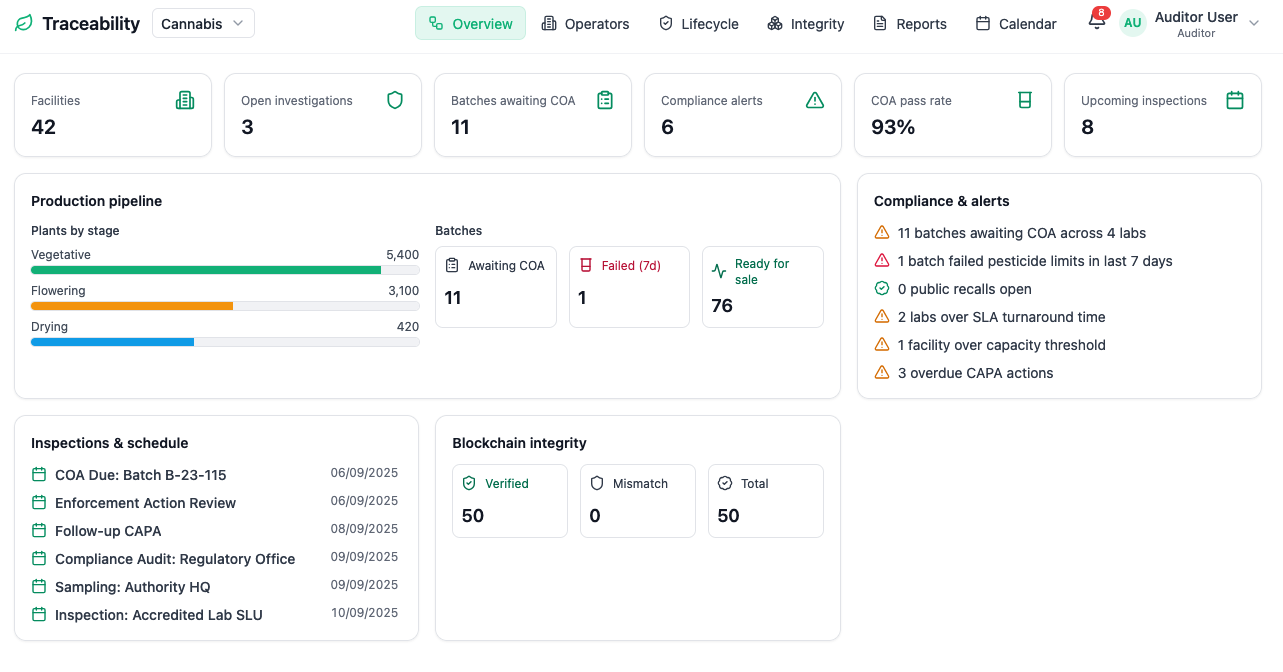 Traceability
Cannabis
Overview
Operators
Lifecycle
Integrity
Reports
Calendar
8
AU
Auditor User
Auditor
Facilities
42
Open investigations
3
Batches awaiting COA
11
Compliance alerts
6
COA pass rate
93%
Upcoming inspections
8
Production pipeline
Plants by stage
Vegetative 5,400
Flowering 3,100
Drying 420
Batches
Awaiting COA
11
Failed (7d)
1
Ready for
sale
76
Compliance & alerts
11 batches awaiting COA across 4 labs
1 batch failed pesticide limits in last 7 days
0 public recalls open
2 labs over SLA turnaround time
1 facility over capacity threshold
3 overdue CAPA actions
Inspections & schedule
COA Due: Batch B-23-115 06/09/2025
Enforcement Action Review 06/09/2025
Follow-up CAPA 08/09/2025
Compliance Audit: Regulatory Office 09/09/2025
Sampling: Authority HQ 09/09/2025
Inspection: Accredited Lab SLU 10/09/2025
Blockchain integrity
Verified
50
Mismatch
0
Total
50